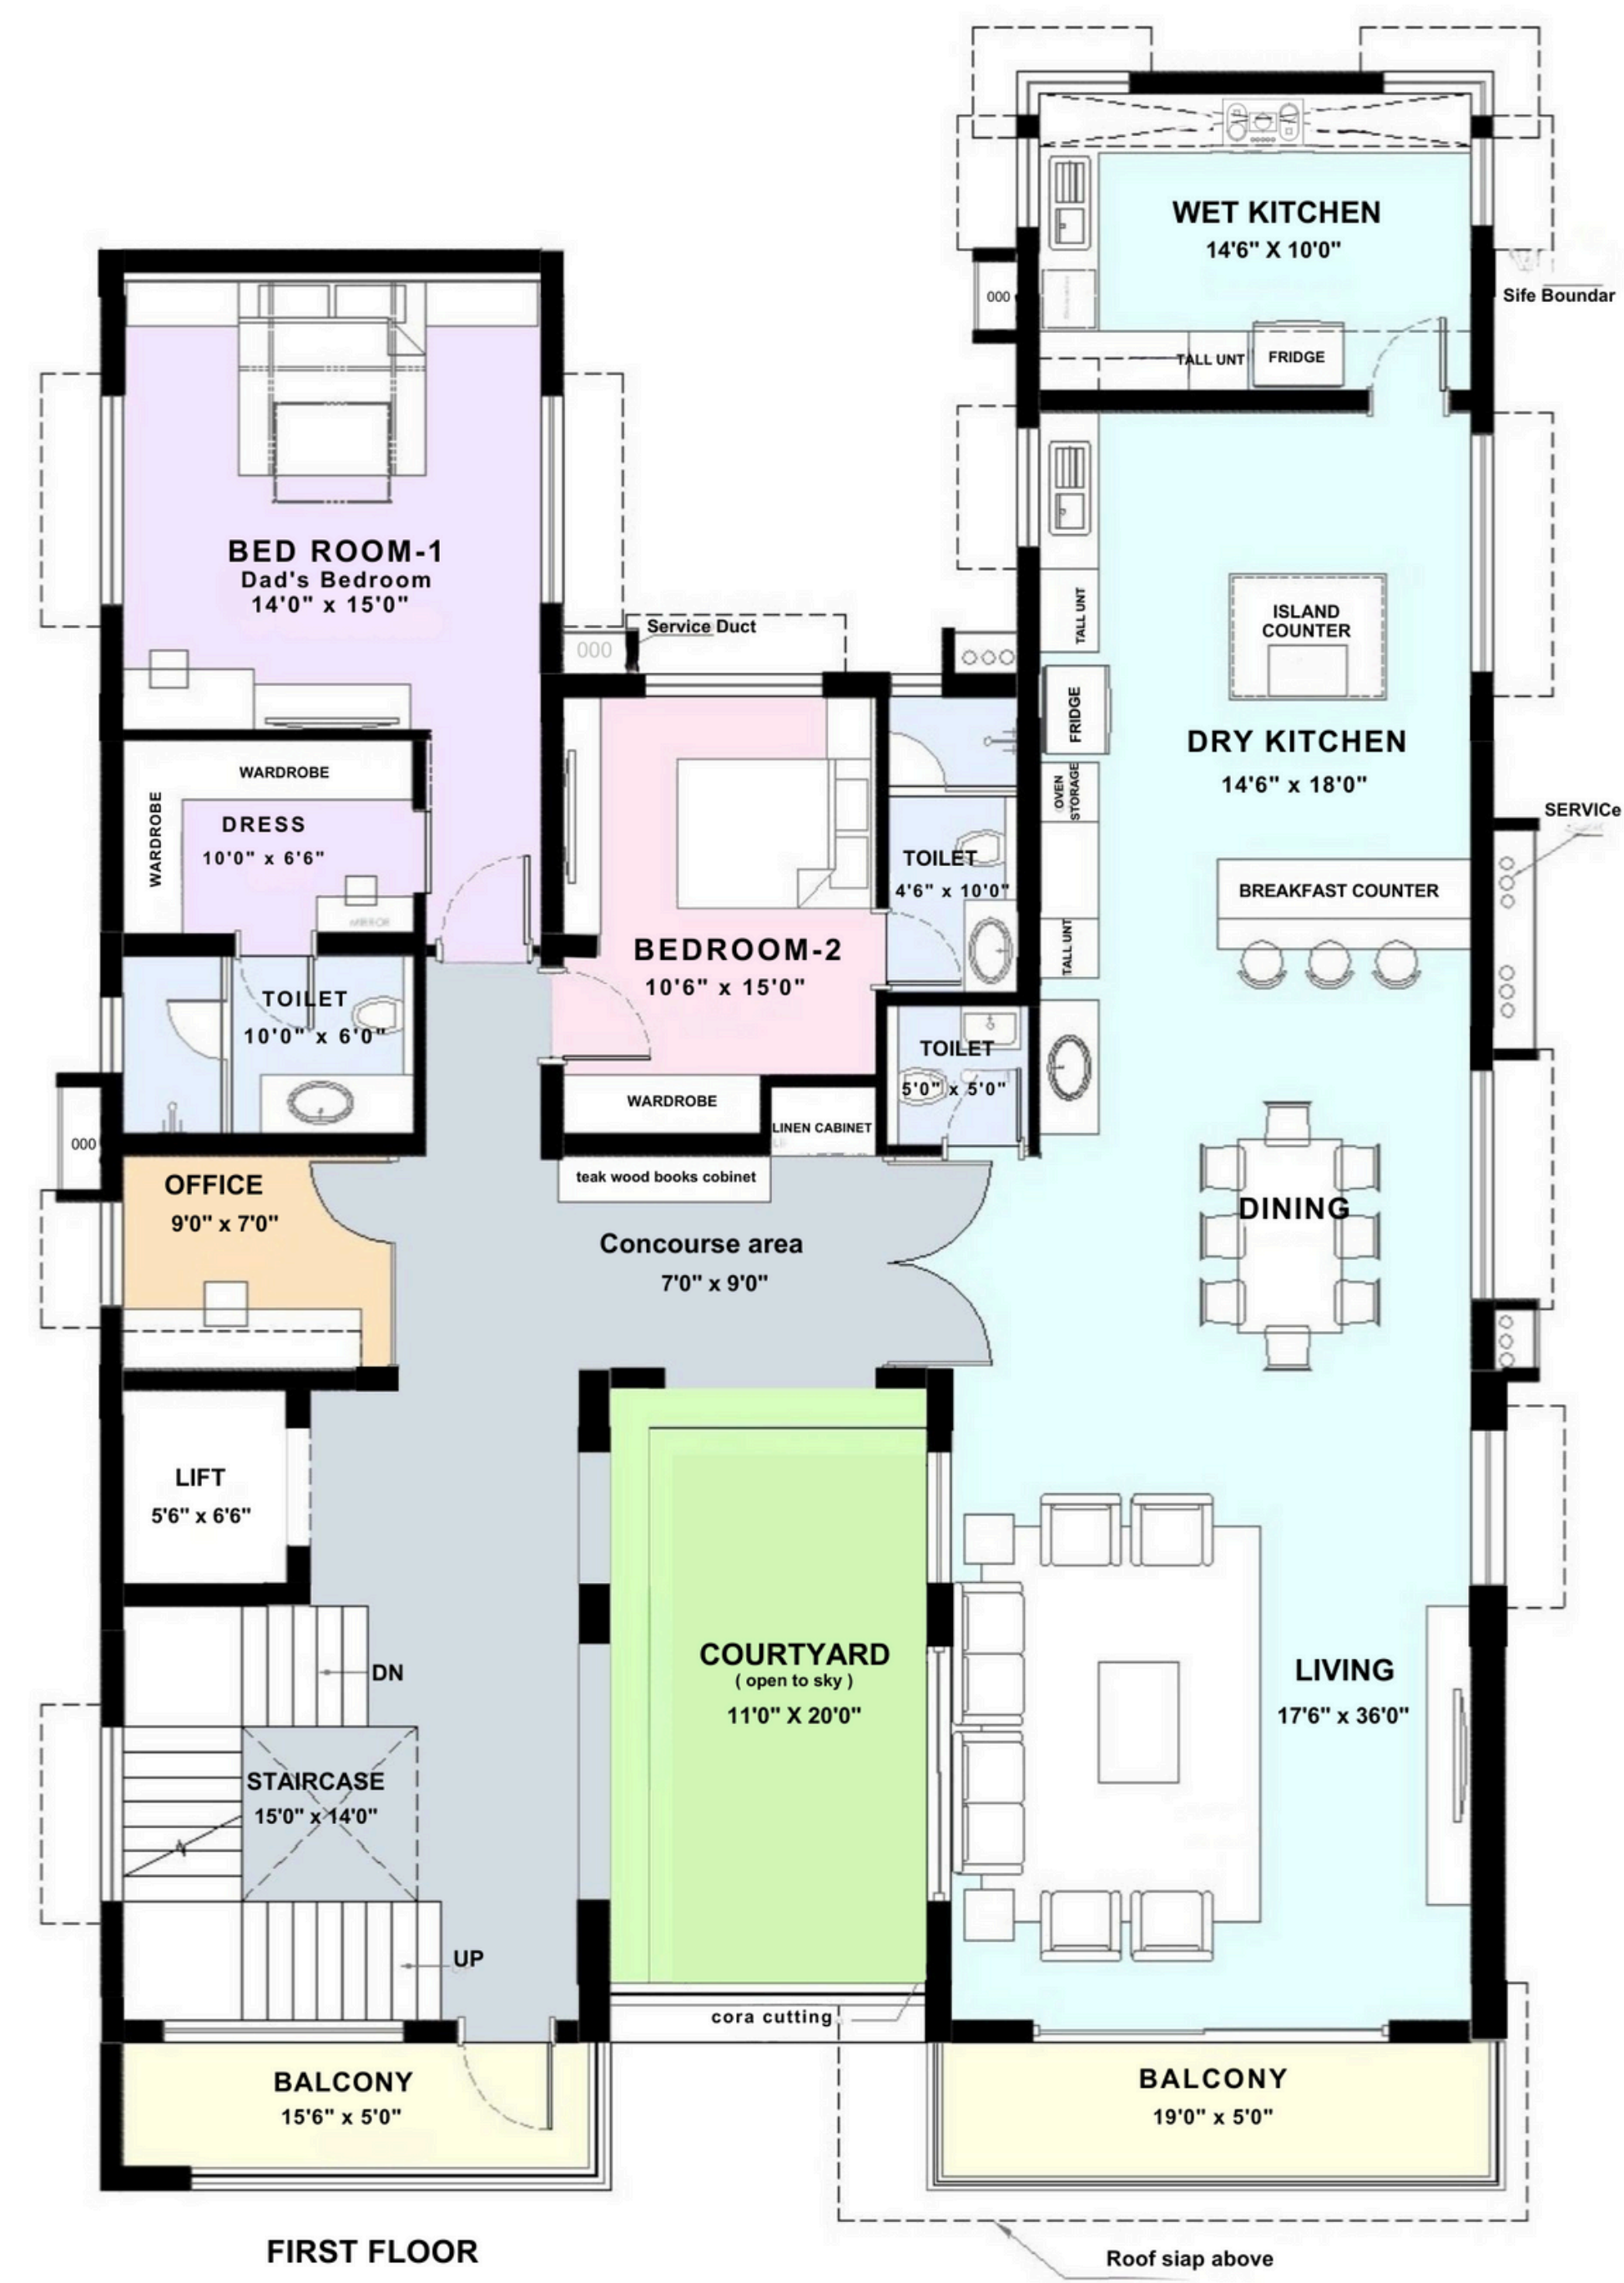 WET KITCHEN
14'6" X 10'0"
000
Sife Boundar
TALL UNT
FRIDGE
BED ROOM-1
Dad's Bedroom
14'0" x 15'0"
Service Duct
000
TALL UNT
ISLAND
COUNTER
FRIDGE
DRY KITCHEN
14'6" x 18'0"
OVEN
STORAGE
SERVICe
WARDROBE
WARDROBE
DRESS
10'0" x 6'6"
MIRROR
TOILET
4'6" x 10'0"
BREAKFAST COUNTER
TALL UNT
BEDROOM-2
10'6" x 15'0"
TOILET
10'0" x 6'0"
TOILET
5'0" x 5'0"
WARDROBE
LINEN CABINET
000
teak wood books cobinet
OFFICE
9'0" x 7'0"
Concourse area
7'0" x 9'0"
DINING
LIFT
5'6" x 6'6"
COURTYARD
( open to sky )
11'0" X 20'0"
LIVING
17'6" x 36'0"
DN
STAIRCASE
15'0" x 14'0"
UP
cora cutting
BALCONY
15'6" x 5'0"
BALCONY
19'0" x 5'0"
FIRST FLOOR
Roof siap above